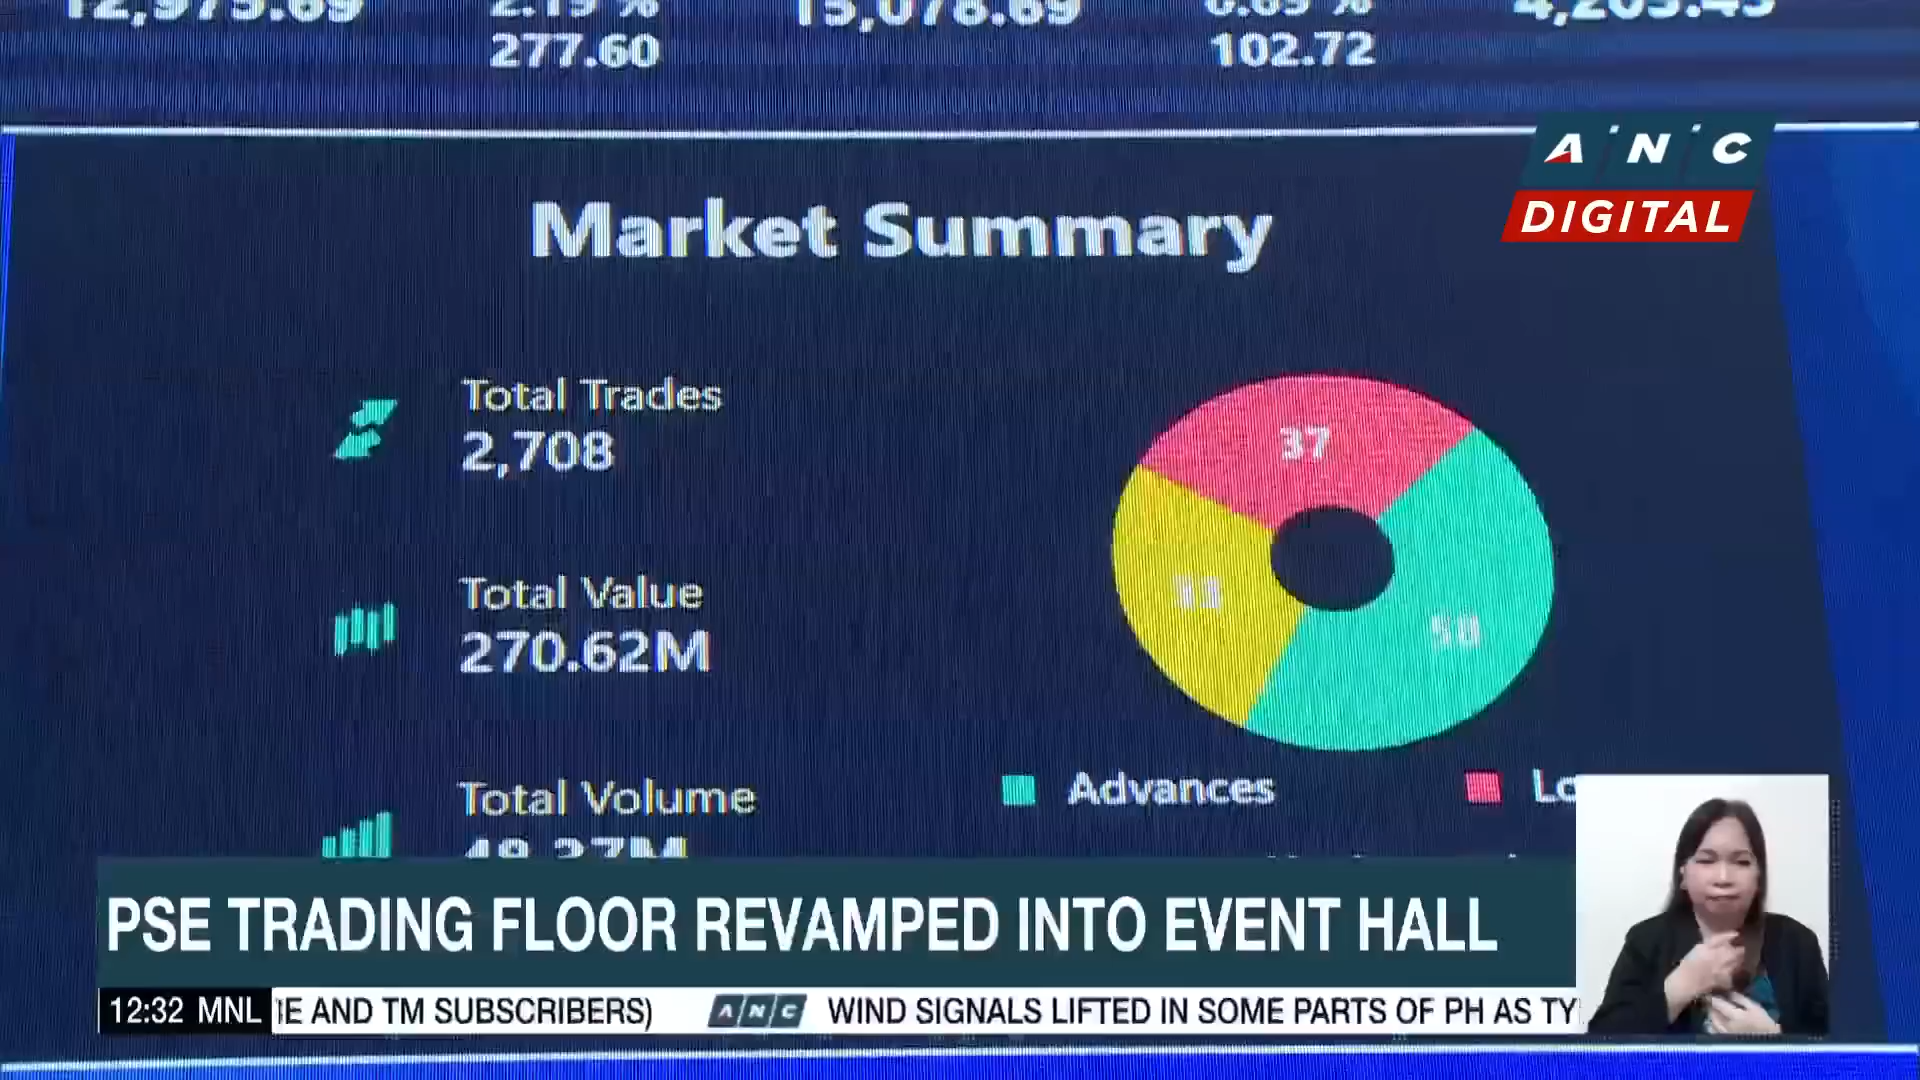 277.60
102.72
ANC
DIGITAL
Market Summary
Total Trades
2,708
Total Value
270.62M
Total Volume
37
50
Advances
PSE TRADING FLOOR REVAMPED INTO EVENT HALL
12:32 MNL
E AND TM SUBSCRIBERS)
ANC
WIND SIGNALS LIFTED IN SOME PARTS OF PH AS TY